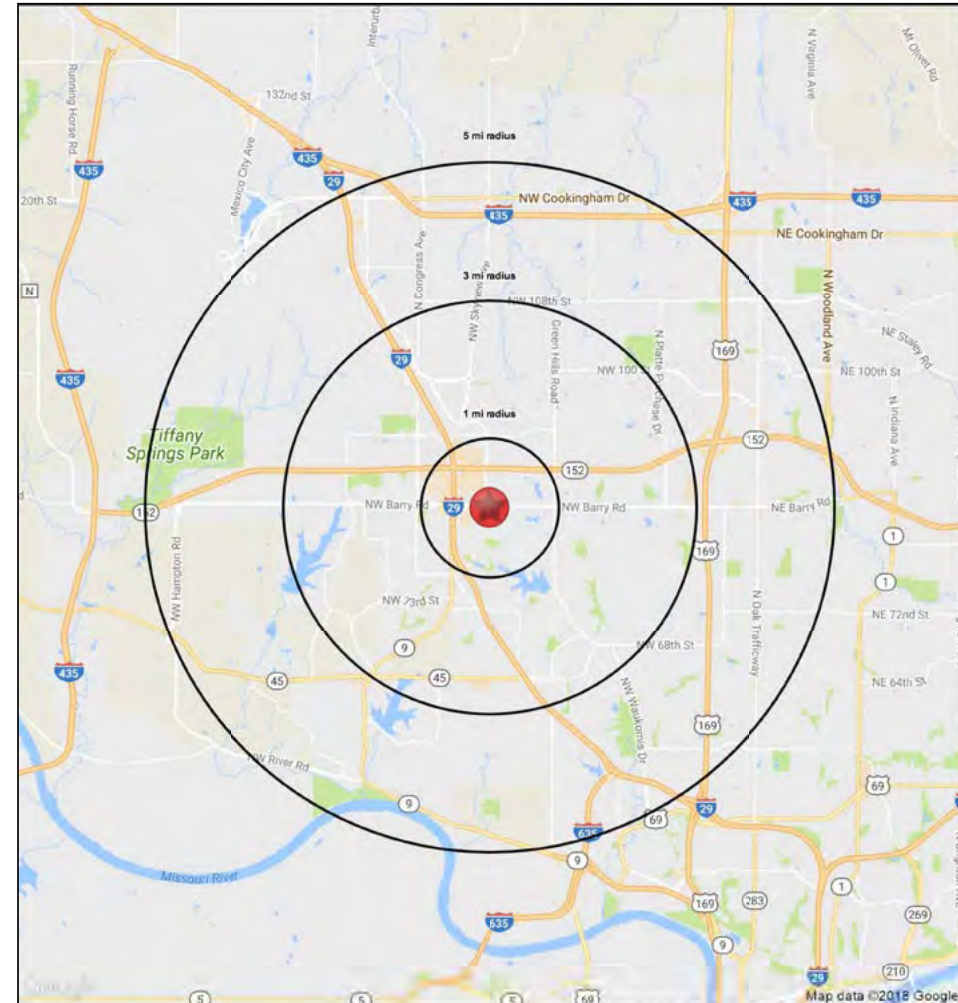 Running Horse Rd
132nd St
Interurb
N Virginia Ave
Mt Olivet Rd
5 mi radius
435
435
29
Mexico City Ave
20th St
NW Cookingham Dr
435
435
435
NE Cookingham Dr
N Congress Ave
NW Skyview
3 mi radius
N
NW 108th St
N Woodland Ave
Green Hills Road
N Platte Purchase Dr
NE Staley Rd
169
29
NW 100
NE 100th St
435
1 mi radius
N Indiana Ave
Tiffany
Springs Park
152
152
152
29
NW Barry Rd
NW Barry Rd
NE Barry Rd
1
169
NW Hampton Rd
1
NW 73rd St
N Oak Trafficway
NE 72nd St
9
NW 68th St
435
45
45
NE 64th St
NW Waukomis Dr
169
NW River Rd
9
69
29
69
635
9
Missouri River
1
169
283
269
635
9
29
210
5
5
5
69
Map data ©2018 Google